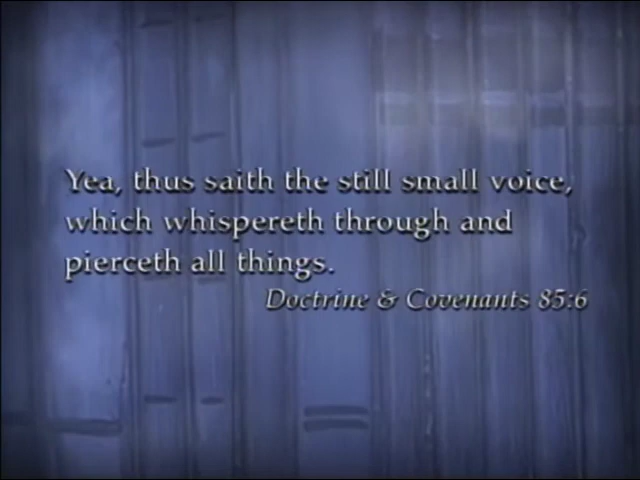 Yea, thus saith the still small voice,
which whispereth through and
pierceth all things.
Doctrine & Covenants 85:6